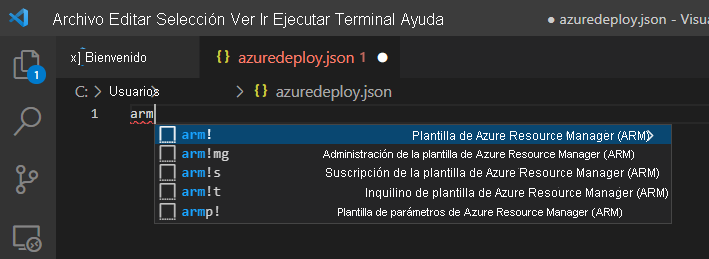 Archivo Editar Selección Ver Ir Ejecutar Terminal Ayuda ● azuredeploy.json - Visua
x] Bienvenido { } azuredeploy.json 1 ●
1
C: > Usuarios > { } azuredeploy.json
1 arm
arm! Plantilla de Azure Resource Manager (ARM)
arm!mg Administración de la plantilla de Azure Resource Manager (ARM)
arm!s Suscripción de la plantilla de Azure Resource Manager (ARM)
arm!t Inquilino de plantilla de Azure Resource Manager (ARM)
armp! Plantilla de parámetros de Azure Resource Manager (ARM)